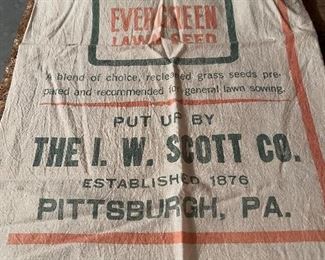 EVERGREEN
LAWN SEED
A blend of choice, recleaned grass seeds pre-
pared and recommended for general lawn sowing.
PUT UP BY
THE I. W. SCOTT CO.
ESTABLISHED 1876
PITTSBURGH, PA.